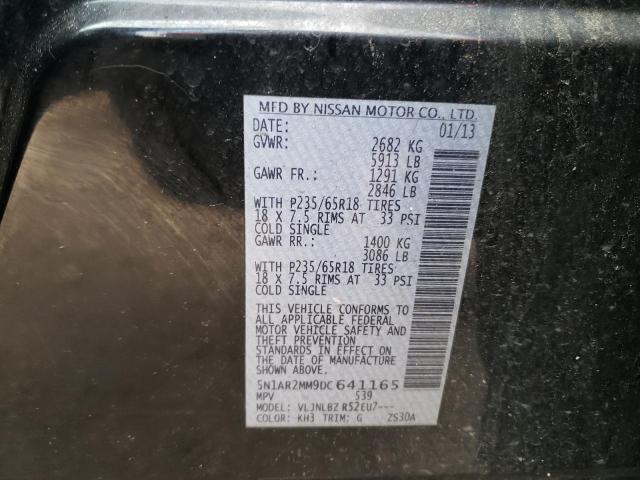 MFD BY NISSAN MOTOR CO., LTD.
DATE: 01/13
GVWR: 2682 KG
5913 LB
GAWR FR.: 1291 KG
2846 LB
WITH P235/65R18 TIRES
18 X 7.5 RIMS AT 33 PSI
COLD SINGLE
GAWR RR.: 1400 KG
3086 LB
WITH P235/65R18 TIRES
18 X 7.5 RIMS AT 33 PSI
COLD SINGLE
THIS VEHICLE CONFORMS TO
ALL APPLICABLE FEDERAL
MOTOR VEHICLE SAFETY AND
THEFT PREVENTION
STANDARDS IN EFFECT ON
THE DATE OF MANUFACTURE
SHOWN ABOVE.
5N1AR2MM9DC641165
MPV 539
MODEL: VLJNLBZ R52EU7---
COLOR: KH3 TRIM: G ZS30A